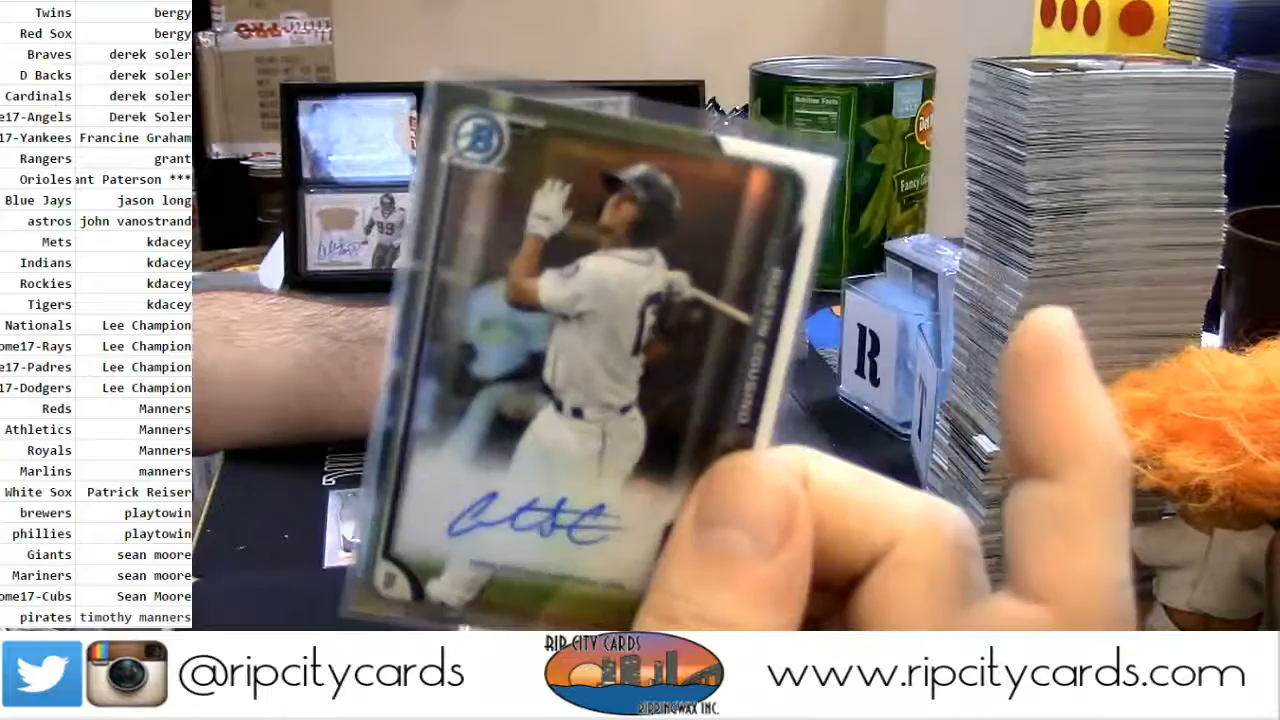 Twins bergy
Red Sox bergy
Braves derek soler
D Backs derek soler
Cardinals derek soler
e17-Angels Derek Soler
17-Yankees Francine Graham
Rangers grant
Orioles ant Paterson ***
Blue Jays jason long
astros john vanostrand
Mets kdacey
Indians kdacey
Rockies kdacey
Tigers kdacey
Nationals Lee Champion
ome17-Rays Lee Champion
e17-Padres Lee Champion
17-Dodgers Lee Champion
Reds Manners
Athletics Manners
Royals Manners
Marlins manners
White Sox Patrick Reiser
brewers playtowin
phillies playtowin
Giants sean moore
Mariners sean moore
ome17-Cubs Sean Moore
pirates timothy manners
B
Nutrition Facts
Del
Fancy
99
R
@ripcitycards
RIP CITY CARDS
RIPPINGWAX INC.
www.ripcitycards.com